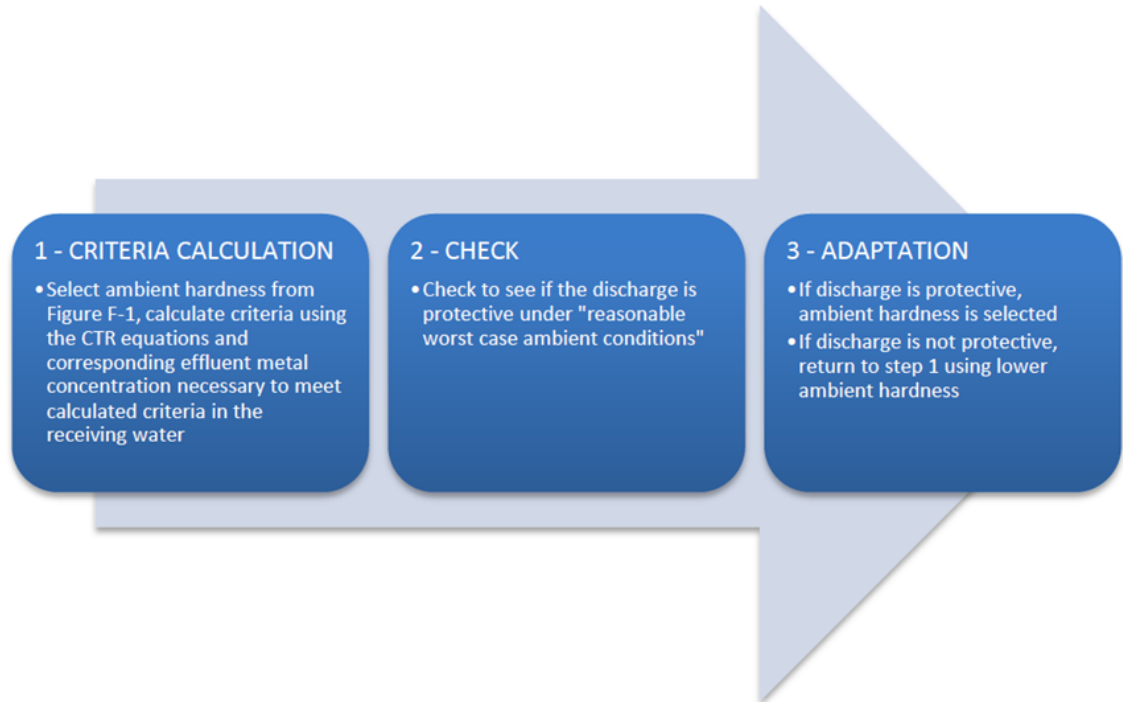 1 - CRITERIA CALCULATION
•Select ambient hardness from
Figure F-1, calculate criteria using
the CTR equations and
corresponding effluent metal
concentration necessary to meet
calculated criteria in the
receiving water
2 - CHECK
•Check to see if the discharge is
protective under "reasonable
worst case ambient conditions"
3 - ADAPTATION
•If discharge is protective,
ambient hardness is selected
•If discharge is not protective,
return to step 1 using lower
ambient hardness